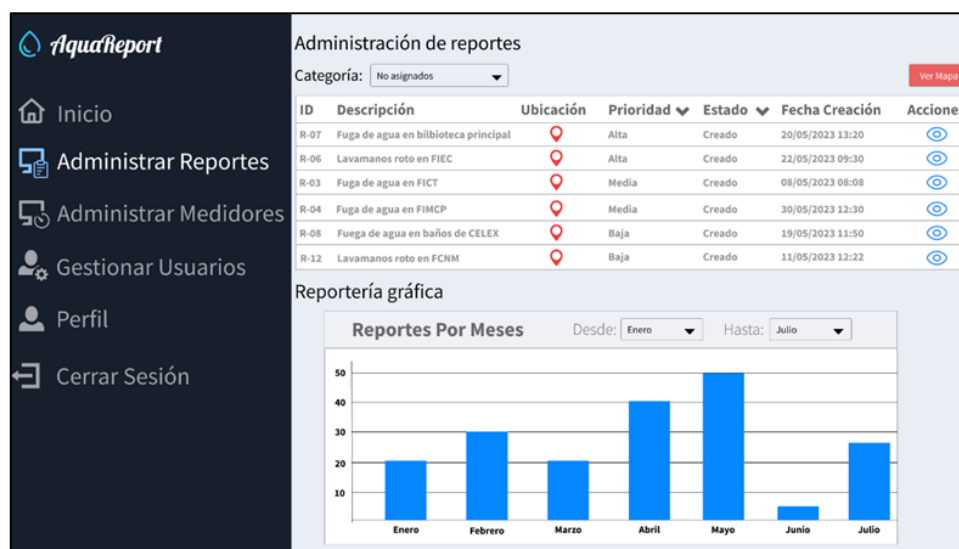 AquaReport
Inicio
Administrar Reportes
Administrar Medidores
Gestionar Usuarios
Perfil
Cerrar Sesión
Administración de reportes
Categoría: No asignados
Ver Mapa
ID Descripción Ubicación Prioridad Estado Fecha Creación Accione
R-07 Fuga de agua en bilbioteca principal Alta Creado 20/05/2023 13:20
R-06 Lavamanos roto en FIEC Alta Creado 22/05/2023 09:30
R-03 Fuga de agua en FICT Media Creado 08/05/2023 08:08
R-04 Fuga de agua en FIMCP Media Creado 30/05/2023 12:30
R-08 Fuega de agua en baños de CELEX Baja Creado 19/05/2023 11:50
R-12 Lavamanos roto en FCNM Baja Creado 11/05/2023 12:22
Reportería gráfica
Reportes Por Meses Desde: Enero Hasta: Julio
50
40
30
20
10
Enero Febrero Marzo Abril Mayo Junio Julio